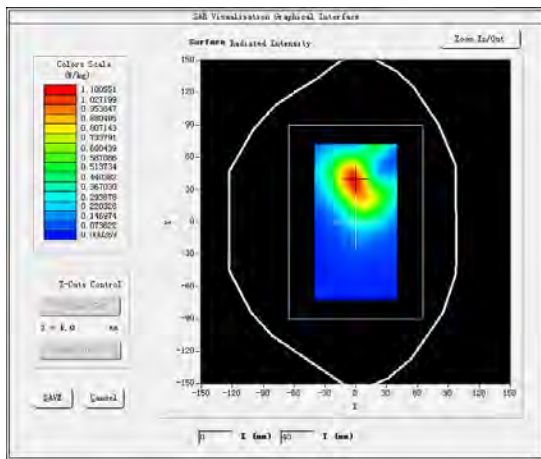 SAR Visualisation Graphical Interface
Surface Radiated Intensity
Zoom In/Out
Colors Scale
(W/kg)
1.100551
1.027199
0.953847
0.880495
0.807143
0.733791
0.660439
0.587086
0.513734
0.440382
0.367030
0.293678
0.220326
0.146974
0.073622
0.000269
Z-Cuts Control
mm
SAVE
Cancel
150
120
90
60
30
0
-30
-60
-90
-120
-150
Y
-150 -120 -90 -60 -30 0 30 60 90 120 150
X
0 X (mm) 40 Y (mm)